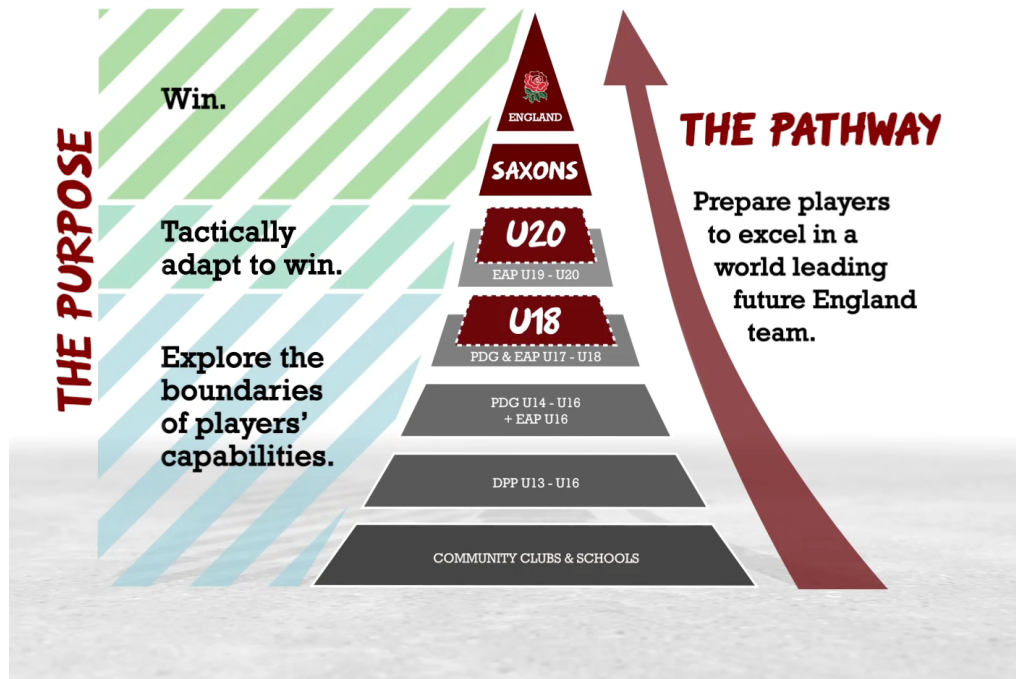 THE PURPOSE
Win.
Tactically
adapt to win.
Explore the
boundaries
of players’
capabilities.
ENGLAND
SAXONS
U20
EAP U19 - U20
U18
PDG & EAP U17 - U18
PDG U14 - U16
+ EAP U16
DPP U13 - U16
COMMUNITY CLUBS & SCHOOLS
THE PATHWAY
Prepare players
to excel in a
world leading
future England
team.